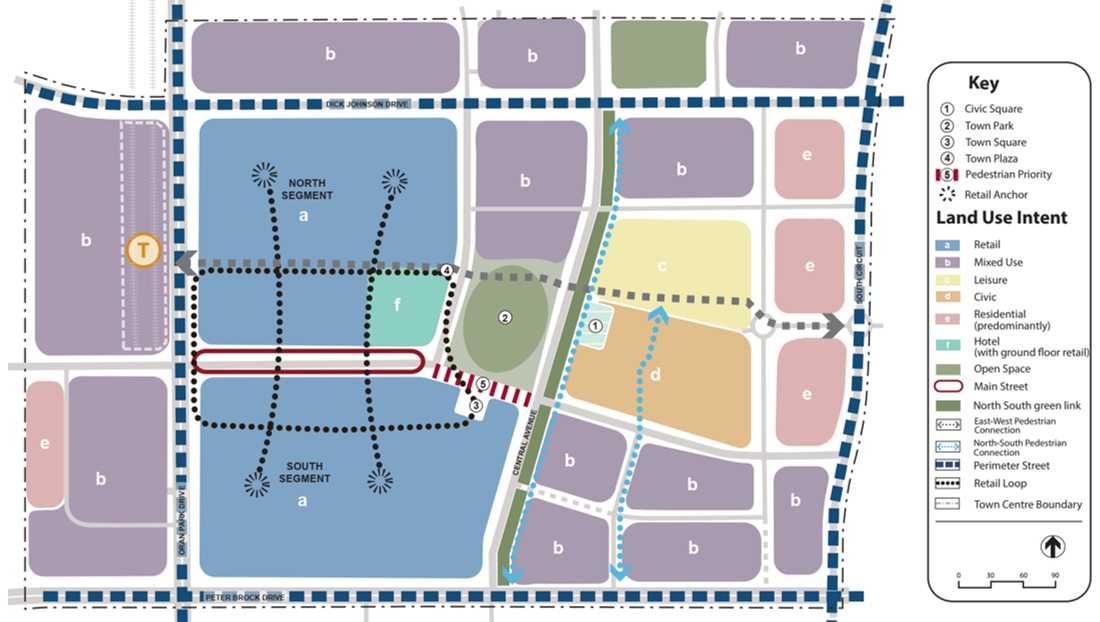 b
b
b
DICK JOHNSON DRIVE
b
T
NORTH
SEGMENT
a
b
b
e
c
e
SOUTH CIRCUIT
4
f
2
1
d
5
3
e
CENTRAL AVENUE
e
b
SOUTH
SEGMENT
a
ORAN PARK DRIVE
b
b
b
b
b
PETER BROCK DRIVE
Key
1 Civic Square
2 Town Park
3 Town Square
4 Town Plaza
5 Pedestrian Priority
Retail Anchor
Land Use Intent
a Retail
b Mixed Use
c Leisure
d Civic
e Residential
(predominantly)
f Hotel
(with ground floor retail)
Open Space
Main Street
North South green link
East-West Pedestrian
Connection
North-South Pedestrian
Connection
Perimeter Street
Retail Loop
Town Centre Boundary
0 30 60 90